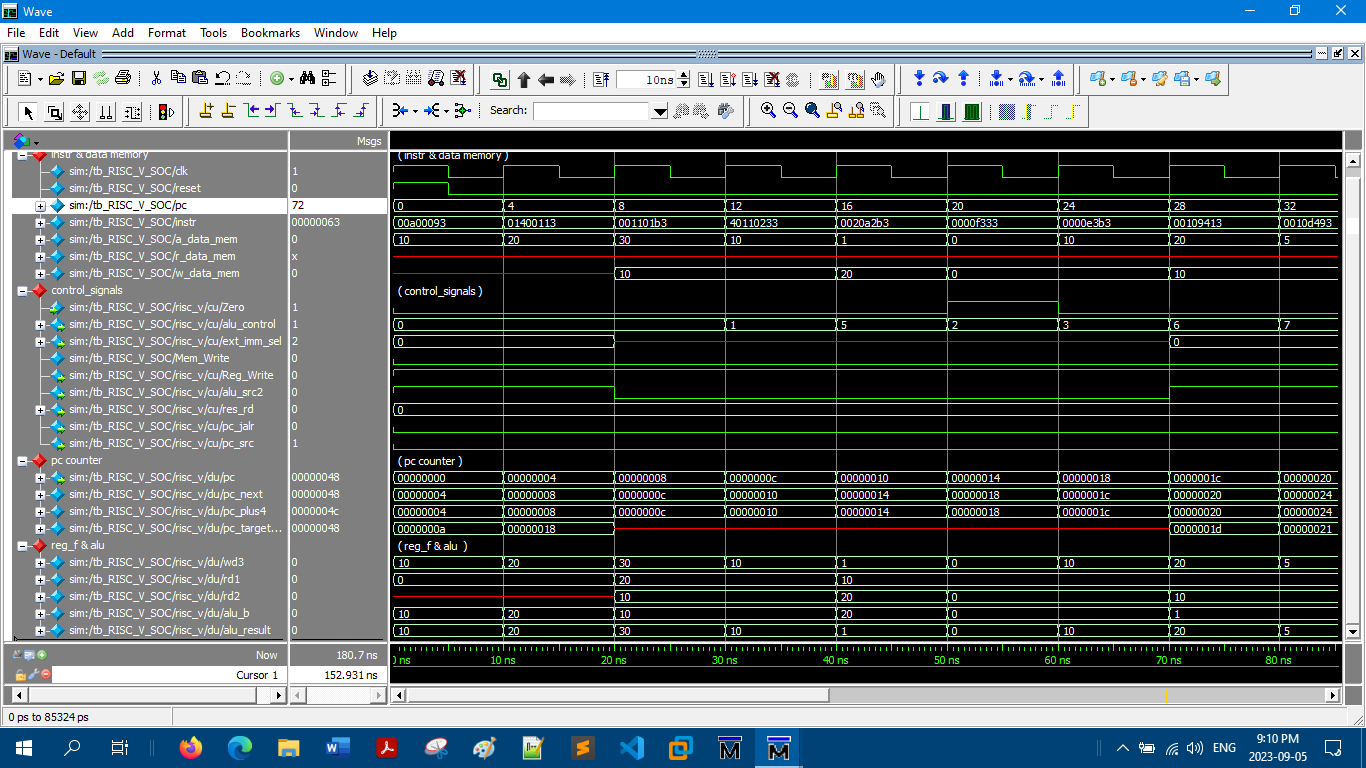 Wave
File Edit View Add Format Tools Bookmarks Window Help
Wave - Default
10 ns
Search:
Msgs
instr & data memory ( instr & data memory )
sim:/tb_RISC_V_SOC/clk 1
sim:/tb_RISC_V_SOC/reset 0
sim:/tb_RISC_V_SOC/pc 72 0 4 8 12 16 20 24 28 32
sim:/tb_RISC_V_SOC/instr 00000063 00a00093 01400113 001101b3 40110233 0020a2b3 0000f333 0000e3b3 00109413 0010d493
sim:/tb_RISC_V_SOC/a_data_mem 0 10 20 30 10 1 0 10 20 5
sim:/tb_RISC_V_SOC/r_data_mem x
sim:/tb_RISC_V_SOC/w_data_mem 0 10 20 0 10
control_signals ( control_signals )
sim:/tb_RISC_V_SOC/risc_v/cu/Zero 1
sim:/tb_RISC_V_SOC/risc_v/cu/alu_control 1 0 1 5 2 3 6 7
sim:/tb_RISC_V_SOC/risc_v/cu/ext_imm_sel 2 0 0
sim:/tb_RISC_V_SOC/Mem_Write 0
sim:/tb_RISC_V_SOC/risc_v/cu/Reg_Write 0
sim:/tb_RISC_V_SOC/risc_v/cu/alu_src2 0
sim:/tb_RISC_V_SOC/risc_v/cu/res_rd 0 0
sim:/tb_RISC_V_SOC/risc_v/cu/pc_jalr 0
sim:/tb_RISC_V_SOC/risc_v/cu/pc_src 1
pc counter ( pc counter )
sim:/tb_RISC_V_SOC/risc_v/du/pc 00000048 00000000 00000004 00000008 0000000c 00000010 00000014 00000018 0000001c 00000020
sim:/tb_RISC_V_SOC/risc_v/du/pc_next 00000048 00000004 00000008 0000000c 00000010 00000014 00000018 0000001c 00000020 00000024
sim:/tb_RISC_V_SOC/risc_v/du/pc_plus4 0000004c 00000004 00000008 0000000c 00000010 00000014 00000018 0000001c 00000020 00000024
sim:/tb_RISC_V_SOC/risc_v/du/pc_target... 00000048 0000000a 00000018 0000001d 00000021
reg_f & alu ( reg_f & alu )
sim:/tb_RISC_V_SOC/risc_v/du/wd3 0 10 20 30 10 1 0 10 20 5
sim:/tb_RISC_V_SOC/risc_v/du/rd1 0 0 20 10
sim:/tb_RISC_V_SOC/risc_v/du/rd2 0 10 20 0 10
sim:/tb_RISC_V_SOC/risc_v/du/alu_b 0 10 20 10 20 0 1
sim:/tb_RISC_V_SOC/risc_v/du/alu_result 0 10 20 30 10 1 0 10 20 5
Now 180.7 ns ns 10 ns 20 ns 30 ns 40 ns 50 ns 60 ns 70 ns 80 ns
Cursor 1 152.931 ns
0 ps to 85324 ps
ENG 9:10 PM
2023-09-05